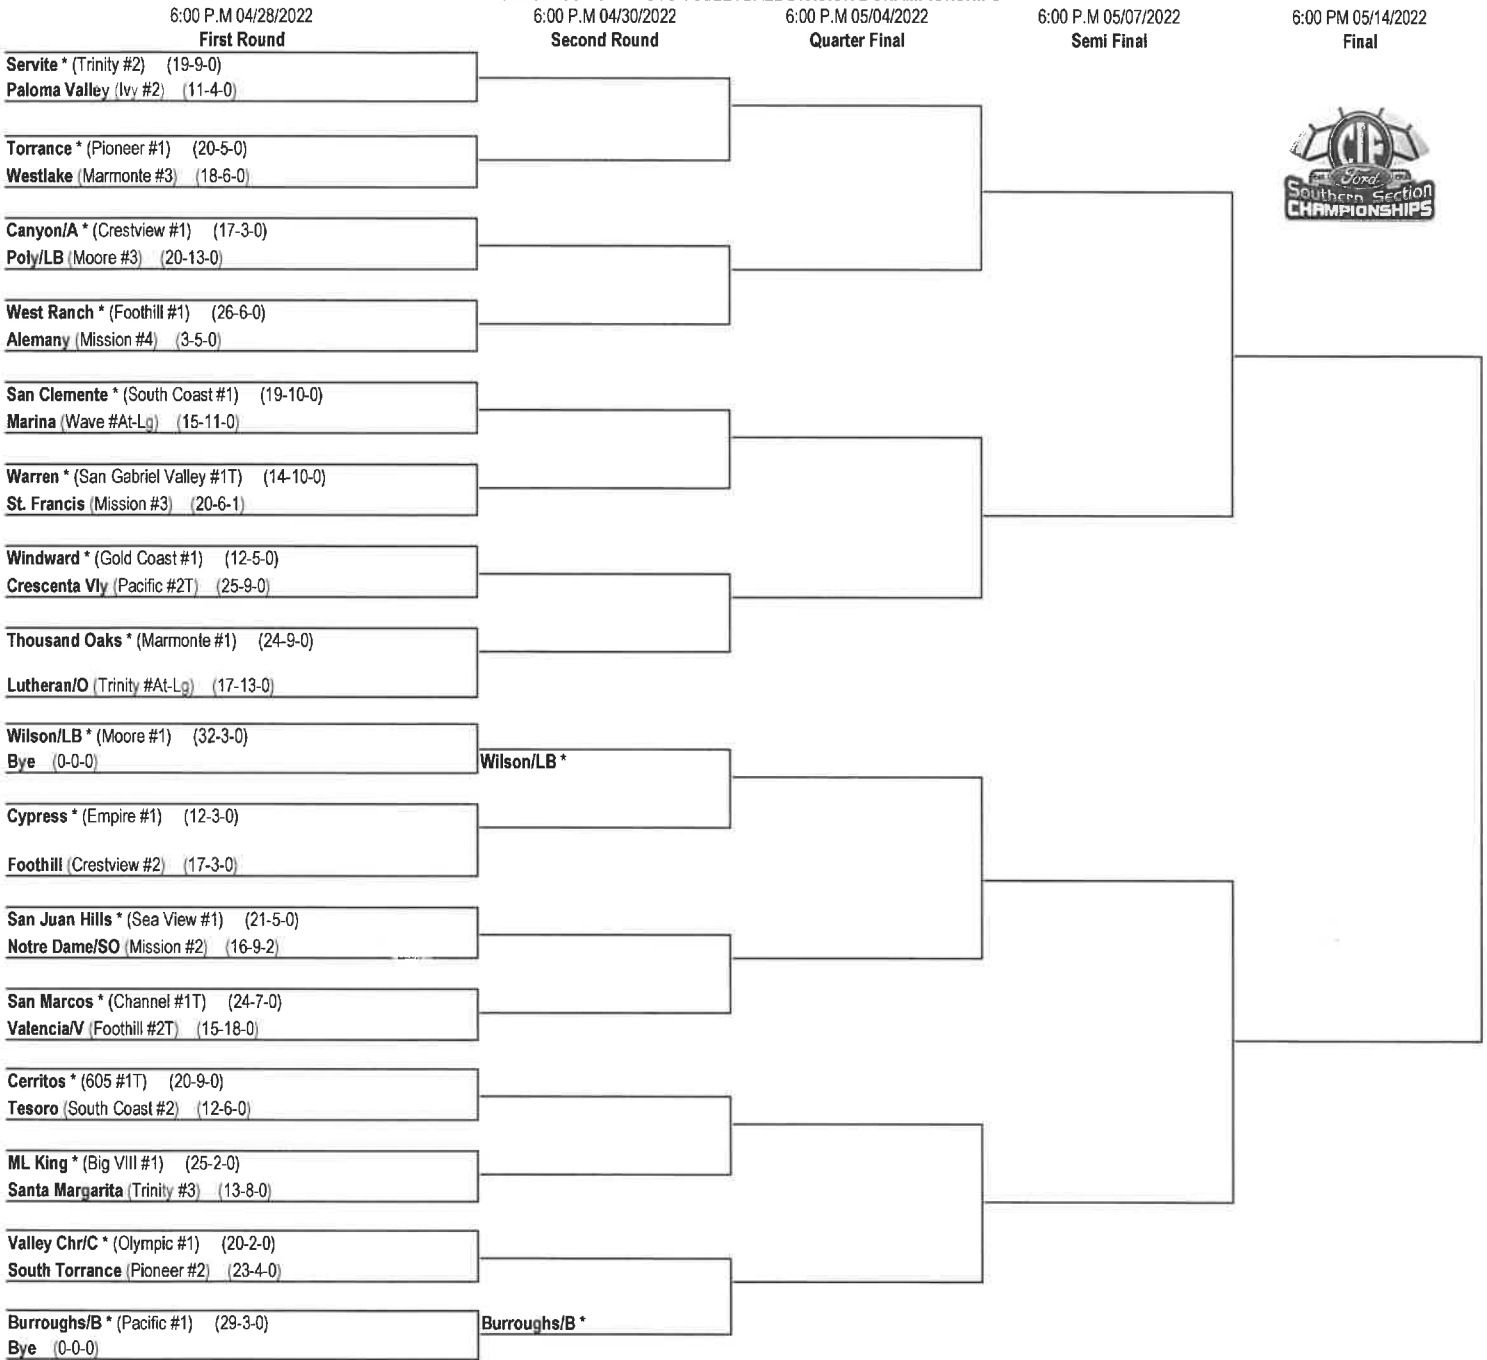 6:00 P.M 04/28/2022 6:00 P.M 04/30/2022 6:00 P.M 05/04/2022 6:00 P.M 05/07/2022 6:00 PM 05/14/2022
First Round Second Round Quarter Final Semi Final Final
Servite * (Trinity #2) (19-9-0)
Paloma Valley (Ivy #2) (11-4-0)
Torrance * (Pioneer #1) (20-5-0)
Westlake (Marmonte #3) (18-6-0)
Canyon/A * (Crestview #1) (17-3-0)
Poly/LB (Moore #3) (20-13-0)
West Ranch * (Foothill #1) (26-6-0)
Alemany (Mission #4) (3-5-0)
San Clemente * (South Coast #1) (19-10-0)
Marina (Wave #At-Lg) (15-11-0)
Warren * (San Gabriel Valley #1T) (14-10-0)
St. Francis (Mission #3) (20-6-1)
Windward * (Gold Coast #1) (12-5-0)
Crescenta Vly (Pacific #2T) (25-9-0)
Thousand Oaks * (Marmonte #1) (24-9-0)
Lutheran/O (Trinity #At-Lg) (17-13-0)
Wilson/LB * (Moore #1) (32-3-0)
Bye (0-0-0)
Wilson/LB *
Cypress * (Empire #1) (12-3-0)
Foothill (Crestview #2) (17-3-0)
San Juan Hills * (Sea View #1) (21-5-0)
Notre Dame/SO (Mission #2) (16-9-2)
San Marcos * (Channel #1T) (24-7-0)
Valencia/V (Foothill #2T) (15-18-0)
Cerritos * (605 #1T) (20-9-0)
Tesoro (South Coast #2) (12-6-0)
ML King * (Big VIII #1) (25-2-0)
Santa Margarita (Trinity #3) (13-8-0)
Valley Chr/C * (Olympic #1) (20-2-0)
South Torrance (Pioneer #2) (23-4-0)
Burroughs/B * (Pacific #1) (29-3-0)
Bye (0-0-0)
Burroughs/B *
CIF
Ford
Southern Section
CHAMPIONSHIPS